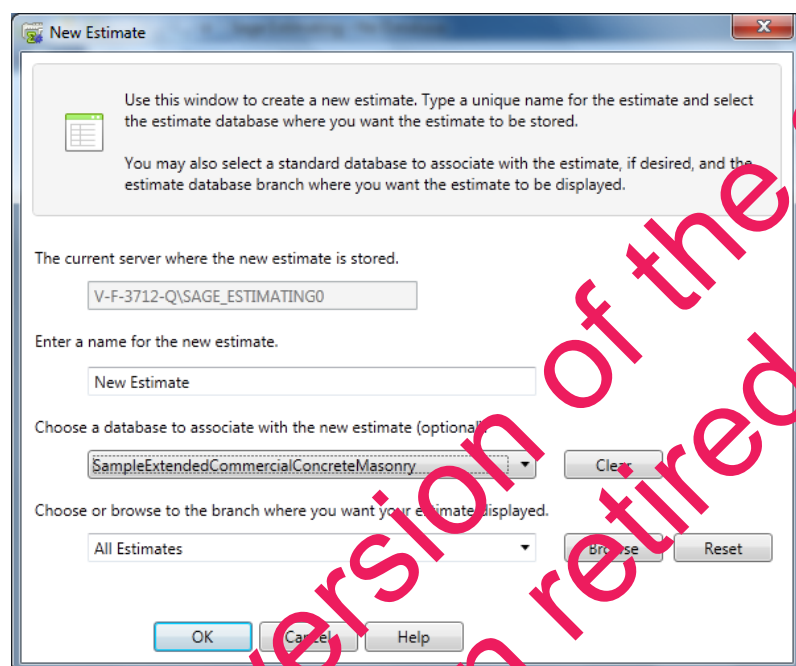 New Estimate
Use this window to create a new estimate. Type a unique name for the estimate and select
the estimate database where you want the estimate to be stored.
You may also select a standard database to associate with the estimate, if desired, and the
estimate database branch where you want the estimate to be displayed.
The current server where the new estimate is stored.
V-F-3712-Q\SAGE_ESTIMATING0
Enter a name for the new estimate.
New Estimate
Choose a database to associate with the new estimate (optional).
SampleExtendedCommercialConcreteMasonry
Clear
Choose or browse to the branch where you want your estimate displayed.
All Estimates
Browse
Reset
OK
Cancel
Help
version of the
retired